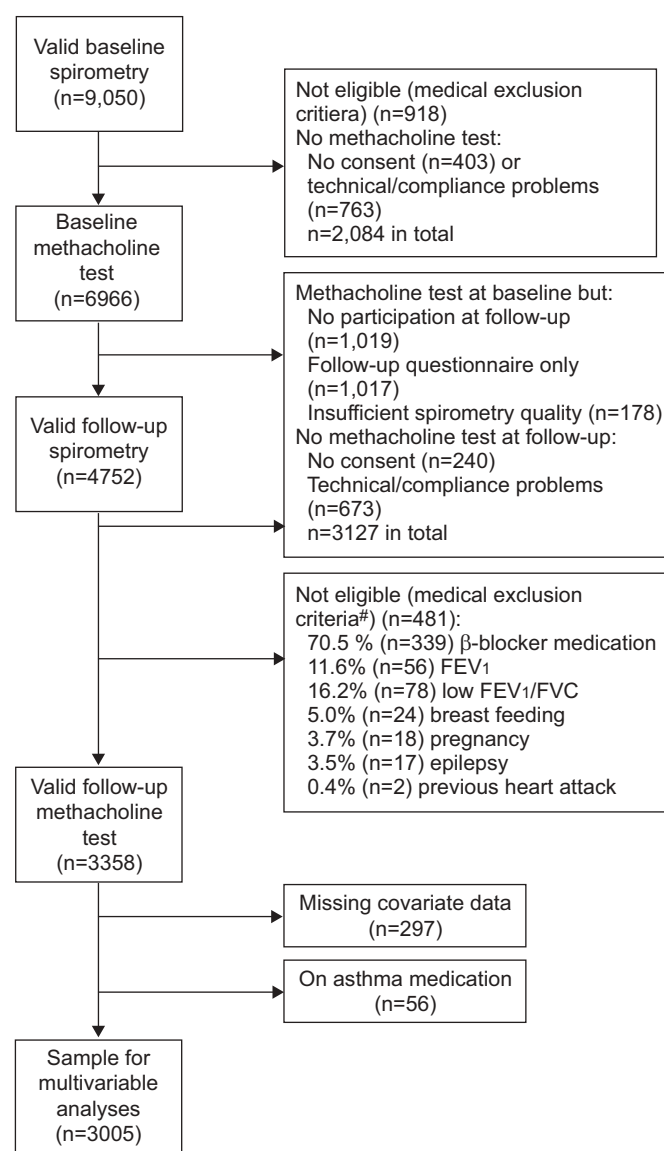 Valid baseline
spirometry
(n=9,050)
Not eligible (medical exclusion
critiera) (n=918)
No methacholine test:
No consent (n=403) or
technical/compliance problems
(n=763)
n=2,084 in total
Baseline
methacholine
test
(n=6966)
Methacholine test at baseline but:
No participation at follow-up
(n=1,019)
Follow-up questionnaire only
(n=1,017)
Insufficient spirometry quality (n=178)
No methacholine test at follow-up:
No consent (n=240)
Technical/compliance problems
(n=673)
n=3127 in total
Valid follow-up
spirometry
(n=4752)
Not eligible (medical exclusion
criteria#) (n=481):
70.5 % (n=339) β-blocker medication
11.6% (n=56) FEV1
16.2% (n=78) low FEV1/FVC
5.0% (n=24) breast feeding
3.7% (n=18) pregnancy
3.5% (n=17) epilepsy
0.4% (n=2) previous heart attack
Valid follow-up
methacholine
test
(n=3358)
Missing covariate data
(n=297)
On asthma medication
(n=56)
Sample for
multivariable
analyses
(n=3005)